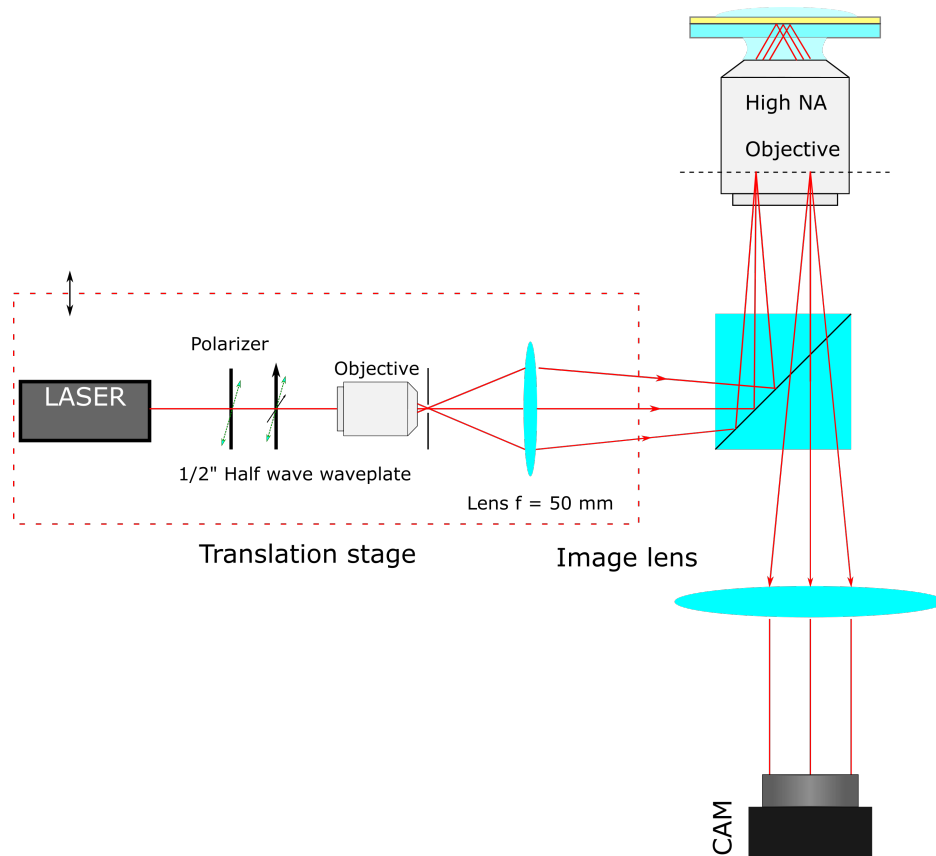 High NA
Objective
Polarizer
Objective
LASER
1/2" Half wave waveplate
Lens f = 50 mm
Translation stage
Image lens
CAM